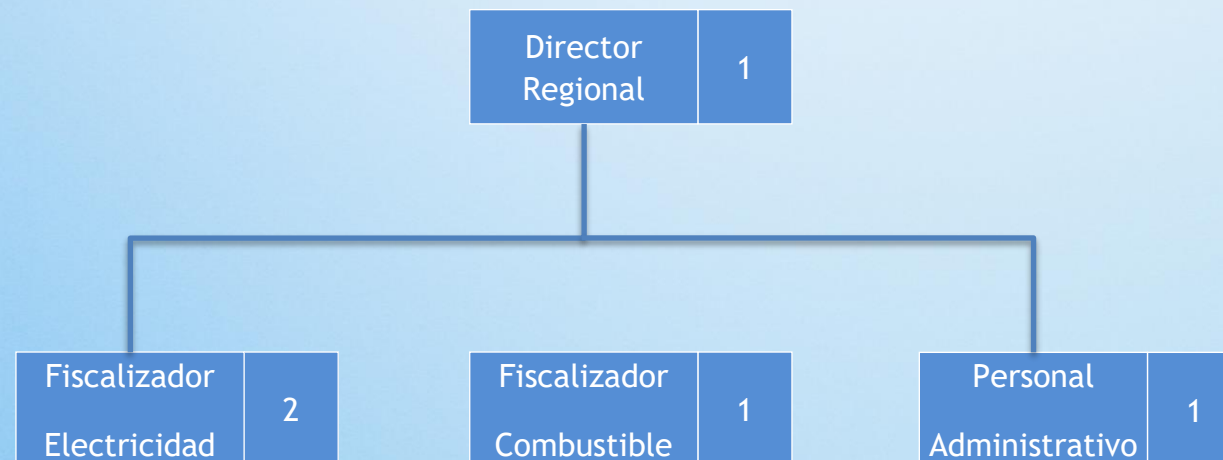 Director
Regional
1
Fiscalizador
Electricidad
2
Fiscalizador
Combustible
1
Personal
Administrativo
1